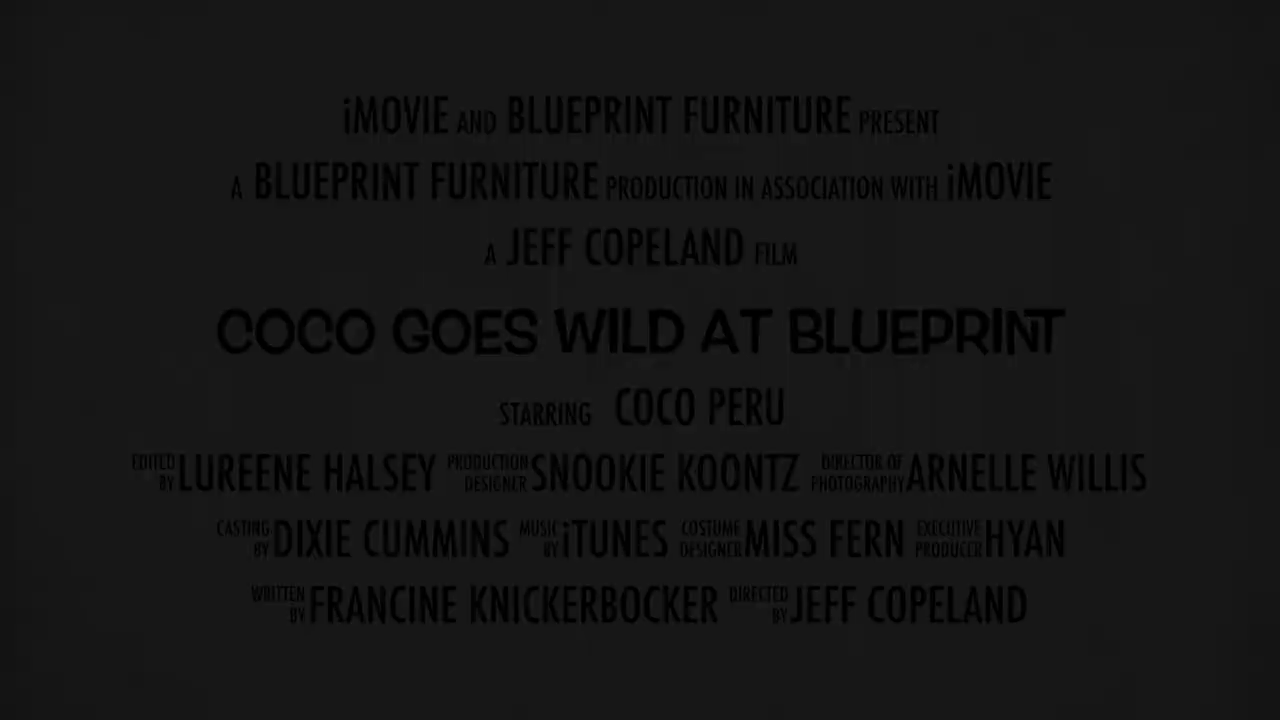 iMOVIE AND BLUEPRINT FURNITURE PRESENT
A BLUEPRINT FURNITURE PRODUCTION IN ASSOCIATION WITH iMOVIE
A JEFF COPELAND FILM
COCO GOES WILD AT BLUEPRINT
STARRING COCO PERU
EDITED BY LUREENE HALSEY PRODUCTION DESIGNER SNOOKIE KOONTZ DIRECTOR OF PHOTOGRAPHY ARNELLE WILLIS
CASTING BY DIXIE CUMMINS MUSIC BY iTUNES COSTUME DESIGNER MISS FERN EXECUTIVE PRODUCER HYAN
WRITTEN BY FRANCINE KNICKERBOCKER DIRECTED BY JEFF COPELAND